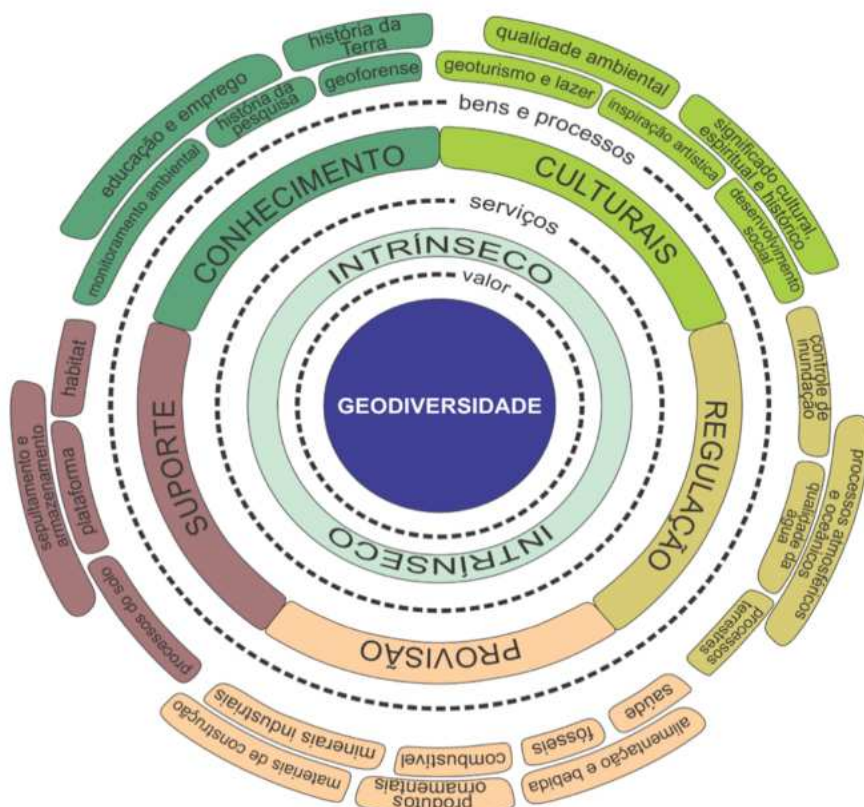 história da
Terra
qualidade ambiental
educação e emprego
história da
pesquisa
geoforense
geoturismo e lazer
inspiração artística
significado cultural,
espiritual e histórico
monitoramento ambiental
desenvolvimento
social
bens e processos
CONHECIMENTO
CULTURAIS
serviços
INTRÍNSECO
valor
GEODIVERSIDADE
INTRÍNSECO
SUPORTE
REGULAÇÃO
PROVISÃO
habitat
plataforma
sepultamento e
armazenamento
processos do solo
controle de
inundação
qualidade da
água
processos atmosféricos
e oceânicos
processos
terrestres
saúde
fósseis
alimentação e bebida
combustível
produtos
ornamentais
minerais industriais
materiais de construção